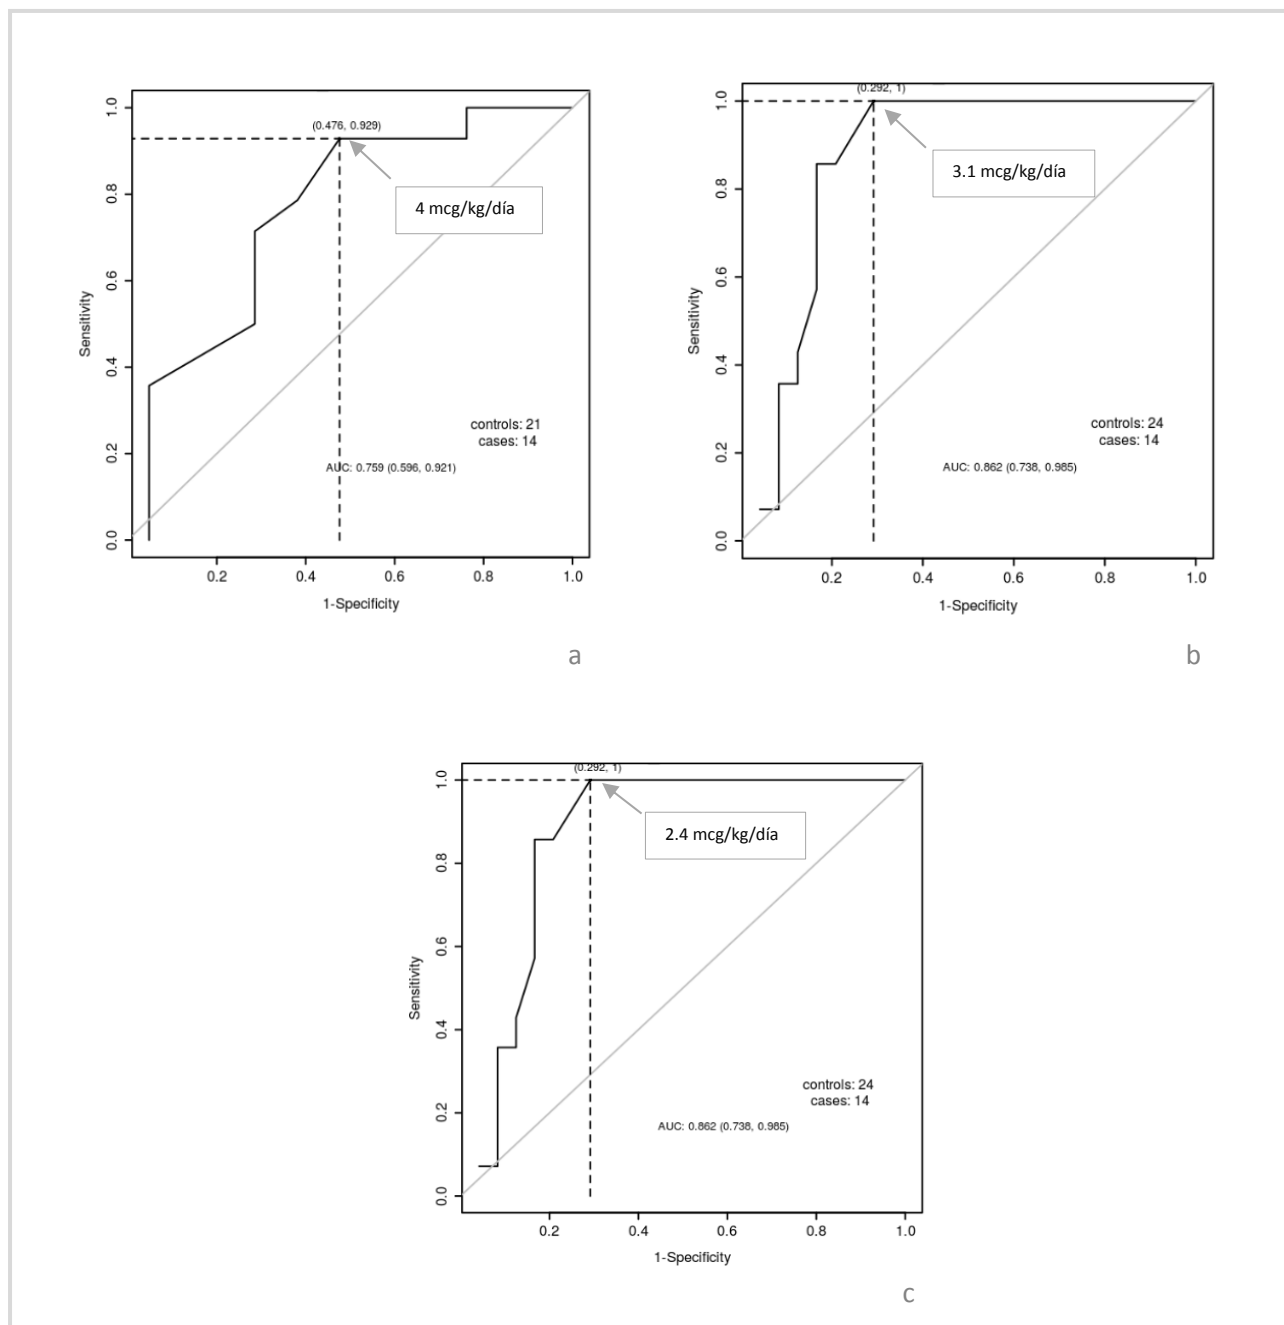 (0.476, 0.929)
4 mcg/kg/día
1.0
0.8
0.6
0.4
0.2
0.0
Sensitivity
controls: 21
cases: 14
AUC: 0.759 (0.596, 0.921)
0.2 0.4 0.6 0.8 1.0
1-Specificity
a
(0.292, 1)
3.1 mcg/kg/día
1.0
0.8
0.6
0.4
0.2
0.0
Sensitivity
controls: 24
cases: 14
AUC: 0.862 (0.738, 0.985)
0.2 0.4 0.6 0.8 1.0
1-Specificity
b
(0.292, 1)
2.4 mcg/kg/día
1.0
0.8
0.6
0.4
0.2
0.0
Sensitivity
controls: 24
cases: 14
AUC: 0.862 (0.738, 0.985)
0.2 0.4 0.6 0.8 1.0
1-Specificity
c